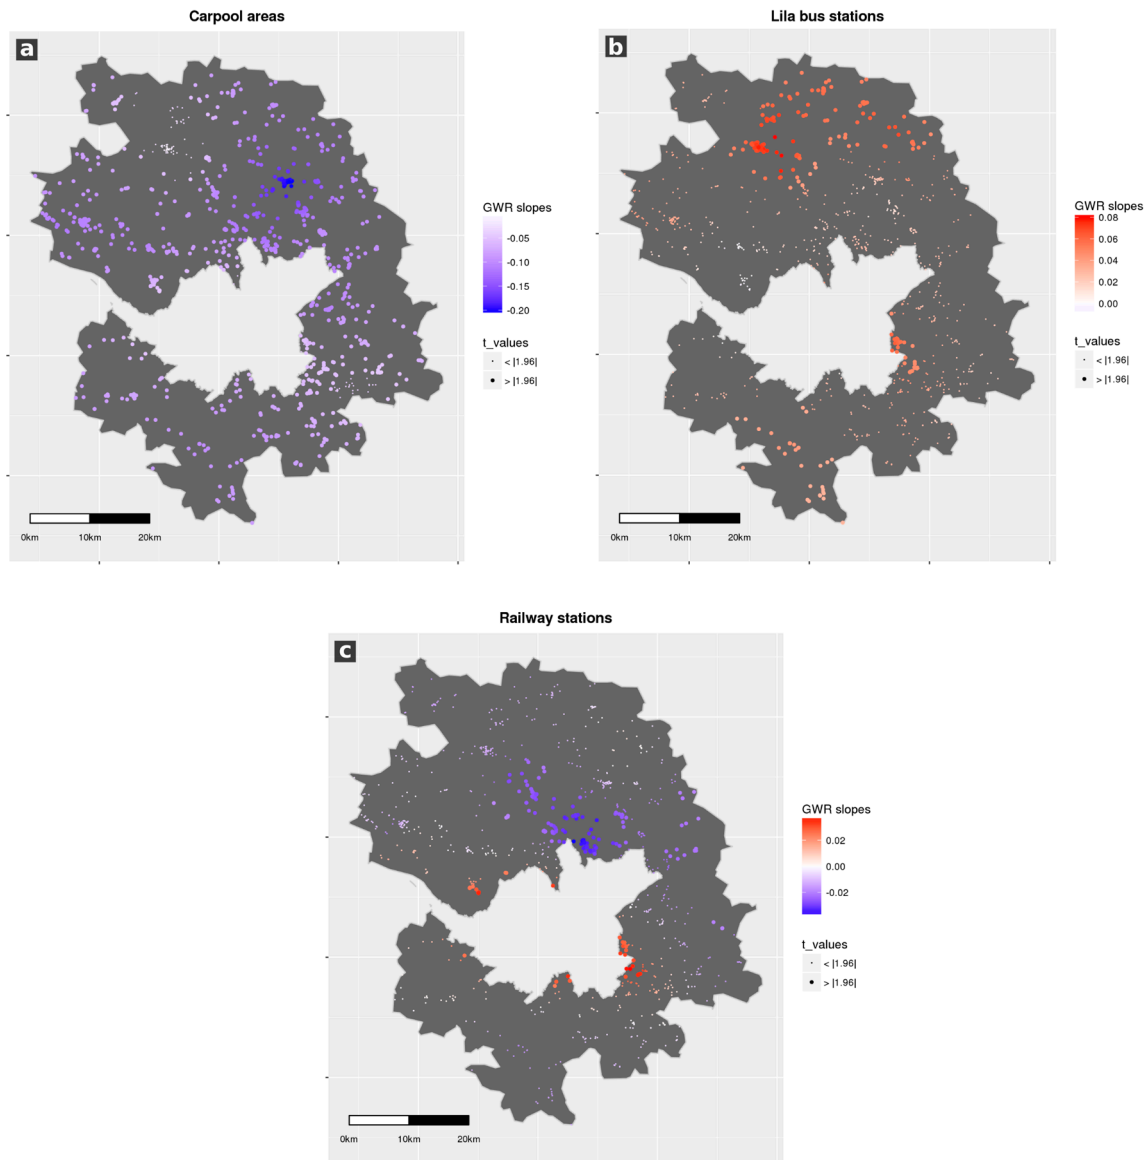 Carpool areas
a
GWR slopes
-0.05
-0.10
-0.15
-0.20
t_values
< |1.96|
> |1.96|
0km 10km 20km
Lila bus stations
b
GWR slopes
0.08
0.06
0.04
0.02
0.00
t_values
< |1.96|
> |1.96|
0km 10km 20km
Railway stations
c
GWR slopes
0.02
0.00
-0.02
t_values
< |1.96|
> |1.96|
0km 10km 20km